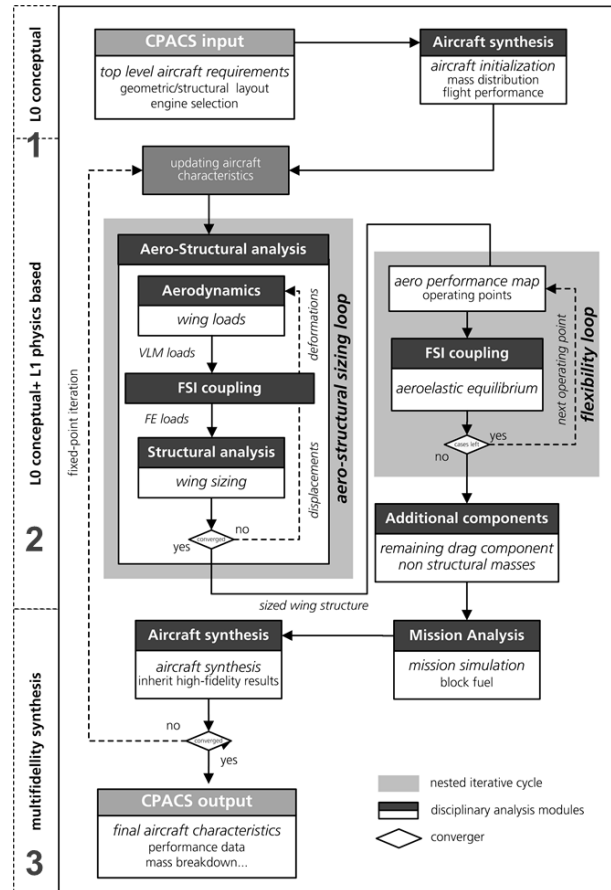 L0 conceptual
1
L0 conceptual+ L1 physics based
2
multifidellity synthesis
3
CPACS input
top level aircraft requirements
geometric/structural layout
engine selection
Aircraft synthesis
aircraft initialization
mass distribution
flight performance
updating aircraft
characteristics
fixed-point iteration
Aero-Structural analysis
Aerodynamics
wing loads
VLM loads
FSI coupling
FE loads
Structural analysis
wing sizing
converged
no
yes
deformations
displacements
aero-structural sizing loop
sized wing structure
aero performance map
operating points
FSI coupling
aeroelastic equilibrium
cases left
yes
no
next operating point
flexibility loop
Additional components
remaining drag component
non structural masses
Mission Analysis
mission simulation
block fuel
Aircraft synthesis
aircraft synthesis
inherit high-fidelity results
no
converged
yes
CPACS output
final aircraft characteristics
performance data
mass breakdown...
nested iterative cycle
disciplinary analysis modules
converger